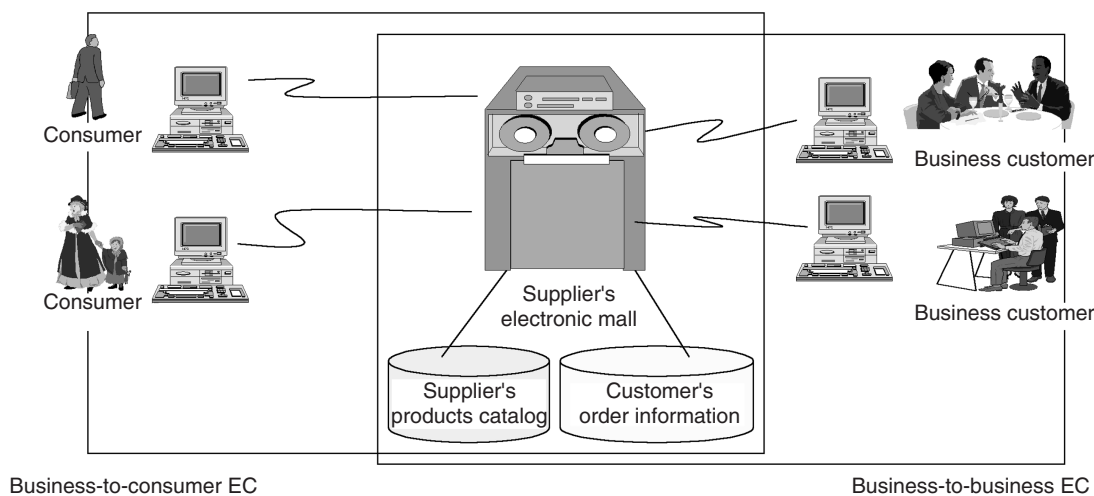 Consumer
Business customer
Consumer
Supplier's
electronic mall
Business customer
Supplier's
products catalog
Customer's
order information
Business-to-consumer EC
Business-to-business EC